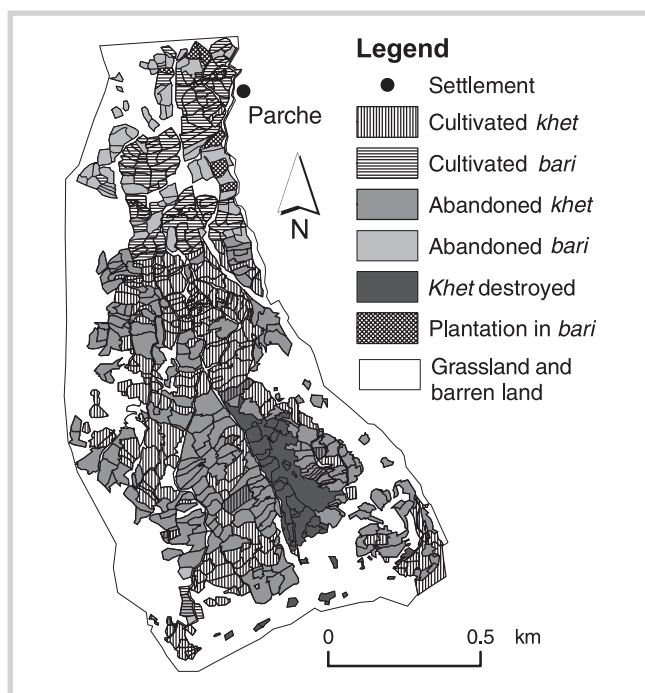 Legend
Settlement
Parche
Cultivated khet
Cultivated bari
Abandoned khet
N
Abandoned bari
Khet destroyed
Plantation in bari
Grassland and
barren land
0 0.5 km